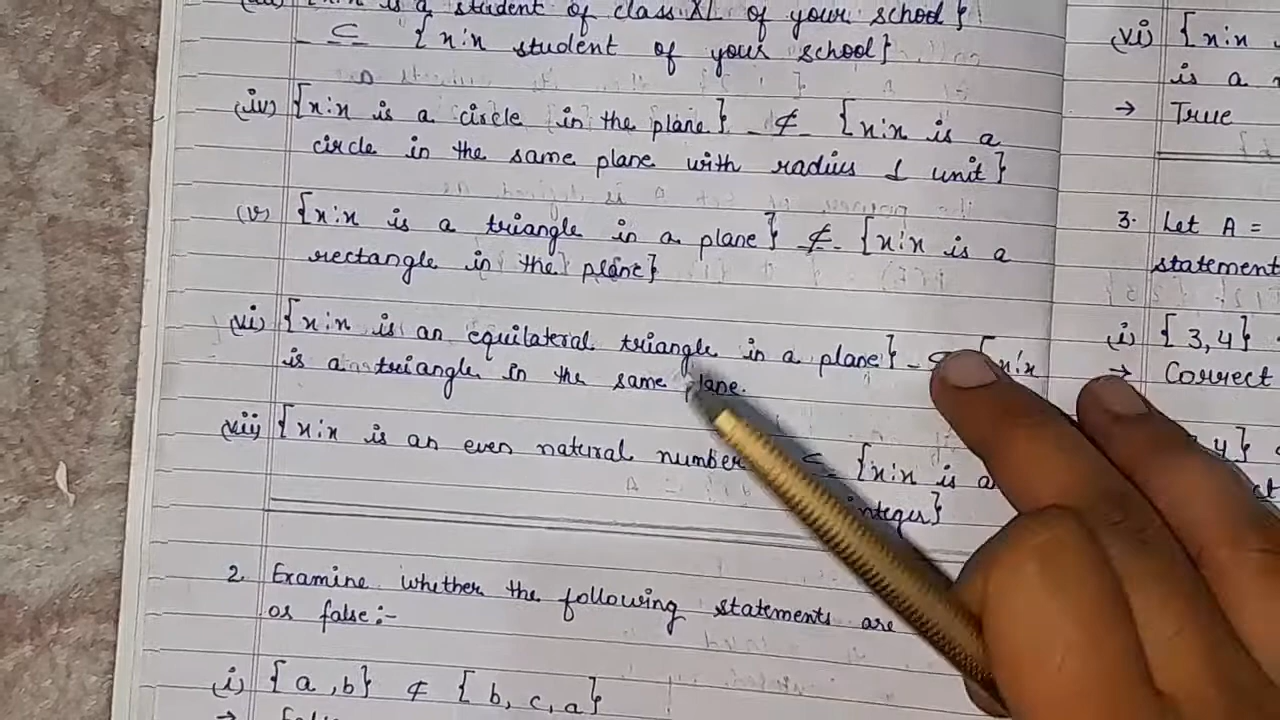 is a student of class XI of your school}
⊆ {x:x student of your school}
(iv) {x:x is a circle in the plane} ⊄ {x:x is a
circle in the same plane with radius 1 unit}
(v) {x:x is a triangle in a plane} ⊄ {x:x is a
rectangle in the plane}
(vi) {x:x is an equilateral triangle in a plane} {x:x
is a triangle in the same plane.
(vii) {x:x is an even natural number ⊆ {x:x is a
integer}
2. Examine whether the following statements are
or false:-
(i) {a,b} ⊄ {b, c, a}
→
(vi) {x:x
is a
→ True
3. Let A =
statement
(i) {3,4}
→ Correct